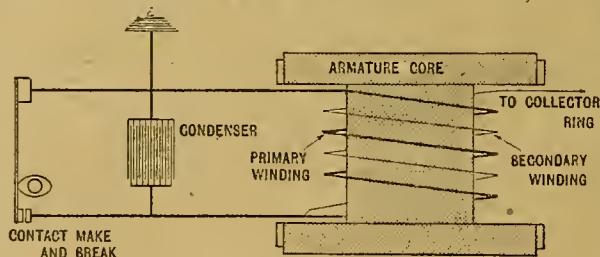 ARMATURE CORE
TO COLLECTOR
RING
CONDENSER
PRIMARY
WINDING
SECONDARY
WINDING
CONTACT MAKE
AND BREAK